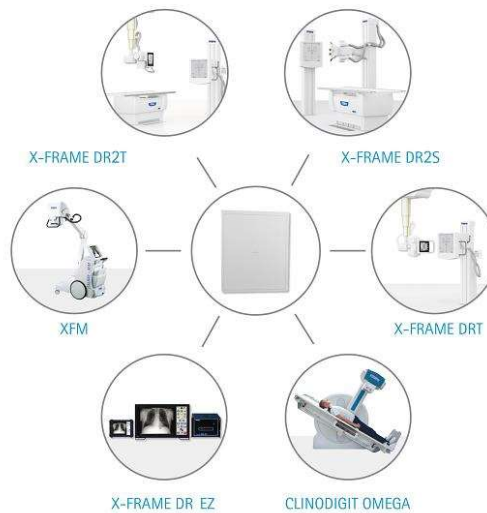 X-FRAME DR2T
X-FRAME DR2S
XFM
X-FRAME DRT
X-FRAME DR EZ
CLINODIGIT OMEGA